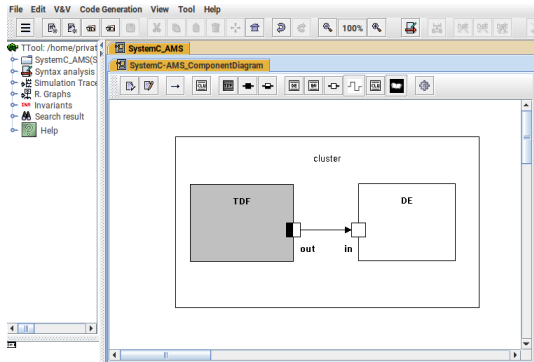 File Edit V&V Code Generation View Tool Help
100%
TTool: /home/privat
SystemC_AMS(S
Syntax analysis
Simulation Trace
R. Graphs
Invariants
Search result
Help
SystemC_AMS
SystemC-AMS_ComponentDiagram
cluster
TDF
DE
out
in